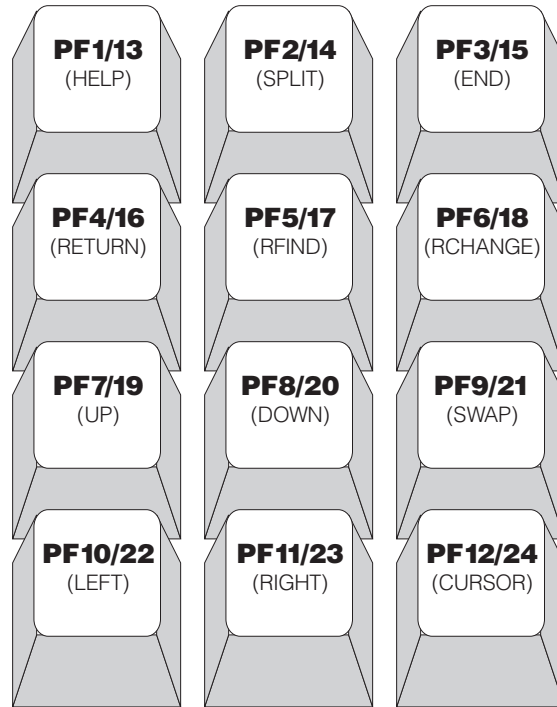 PF1/13
(HELP)
PF2/14
(SPLIT)
PF3/15
(END)
PF4/16
(RETURN)
PF5/17
(RFIND)
PF6/18
(RCHANGE)
PF7/19
(UP)
PF8/20
(DOWN)
PF9/21
(SWAP)
PF10/22
(LEFT)
PF11/23
(RIGHT)
PF12/24
(CURSOR)